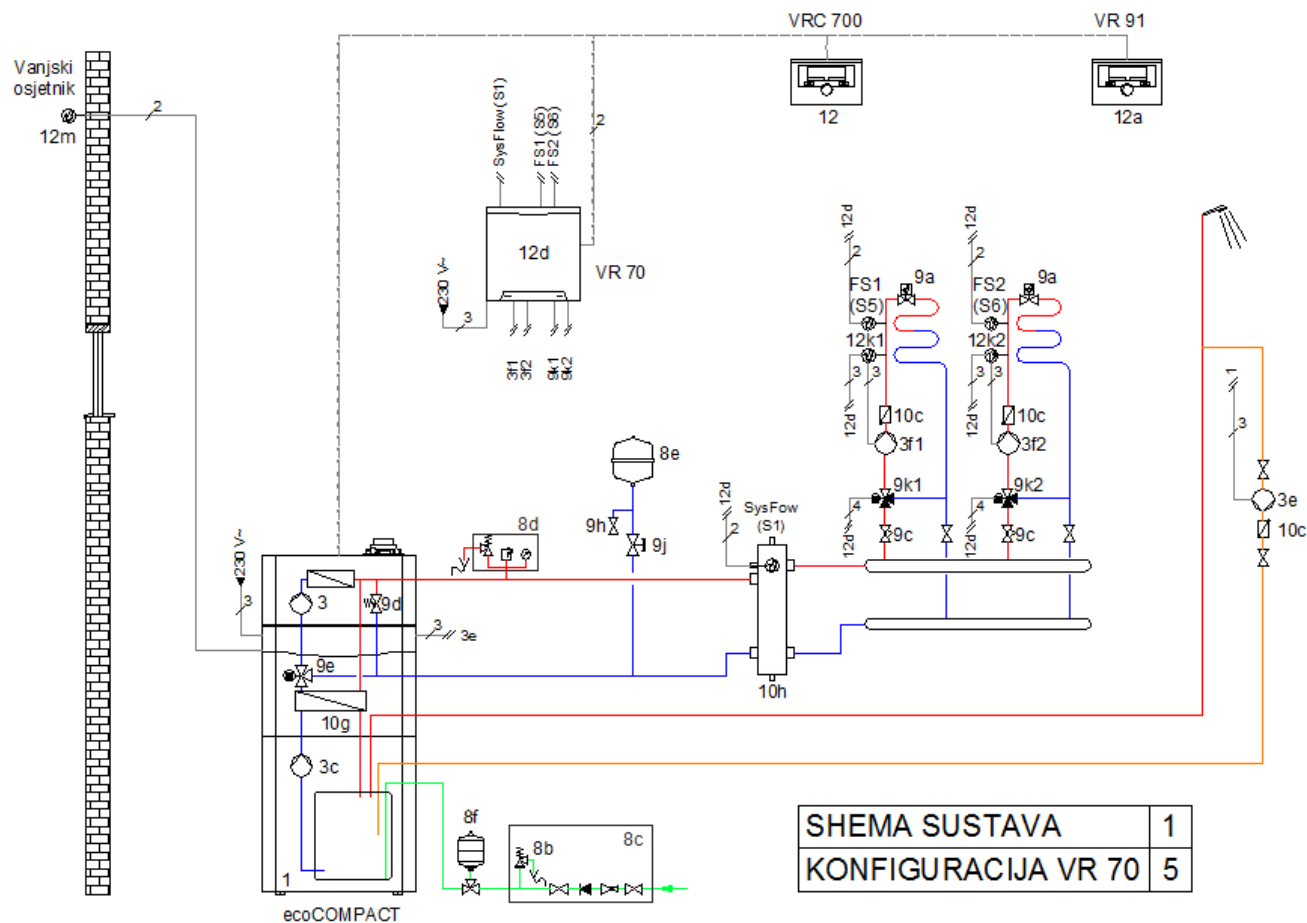 VRC 700
VR 91
Vanjski
osjetnik
12m
2
12
12a
SysFlow (S1)
FS1 (S5)
FS2 (S6)
2
12d
VR 70
230 V~
3
3f1
3f2
9k1
9k2
12d
2
12d
2
9a
9a
FS1
(S5)
FS2
(S6)
12k1
12k2
3
3
3
3
12d
12d
10c
10c
3f1
3f2
9k1
9k2
4
4
12d
12d
9c
9c
1
3
3e
10c
8e
9h
9j
8d
12d
2
SysFow
(S1)
10h
230 V~
3
3
9d
3
3e
9e
10g
3c
1
ecoCOMPACT
8f
8b
8c
SHEMA SUSTAVA 1
KONFIGURACIJA VR 70 5